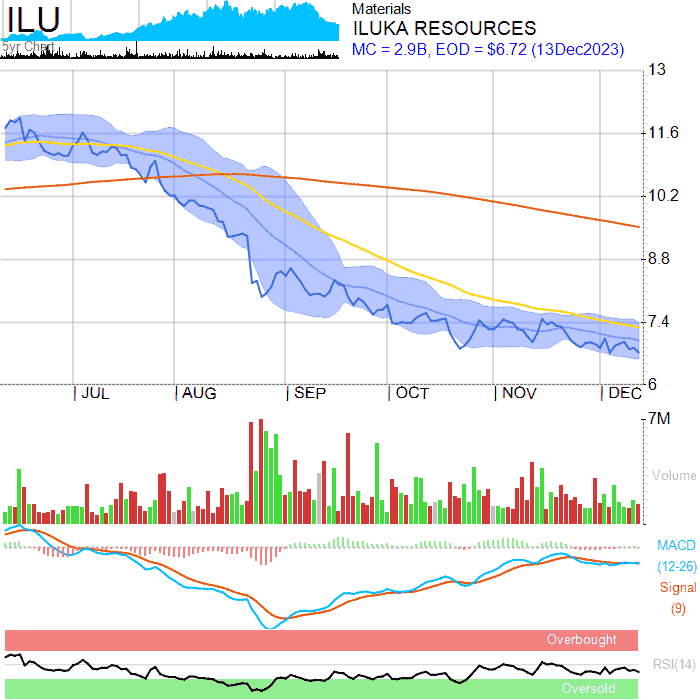 ILU
5yr Chart
Materials
ILUKA RESOURCES
MC = 2.9B, EOD = $6.72 (13Dec2023)
13
11.6
10.2
8.8
7.4
6
JUL
AUG
SEP
OCT
NOV
DEC
7M
Volume
MACD
(12-26)
Signal
(9)
Overbought
RSI(14)
Oversold